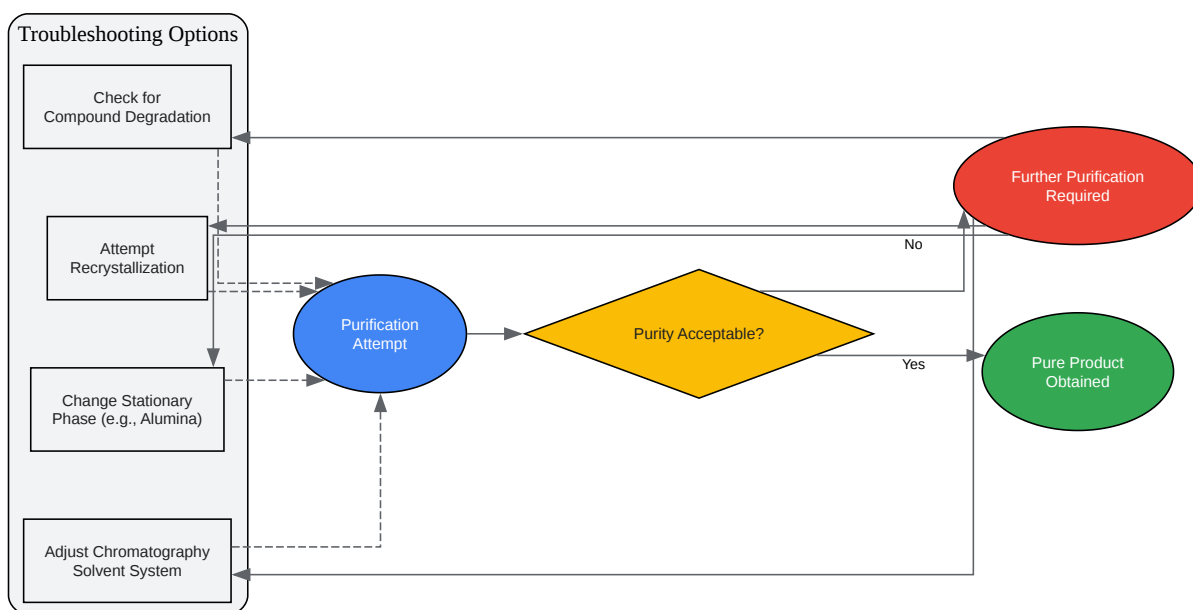 Troubleshooting Options
Check for
Compound Degradation
Attempt
Recrystallization
Change Stationary
Phase (e.g., Alumina)
Adjust Chromatography
Solvent System
Purification
Attempt
Purity Acceptable?
No
Yes
Further Purification
Required
Pure Product
Obtained